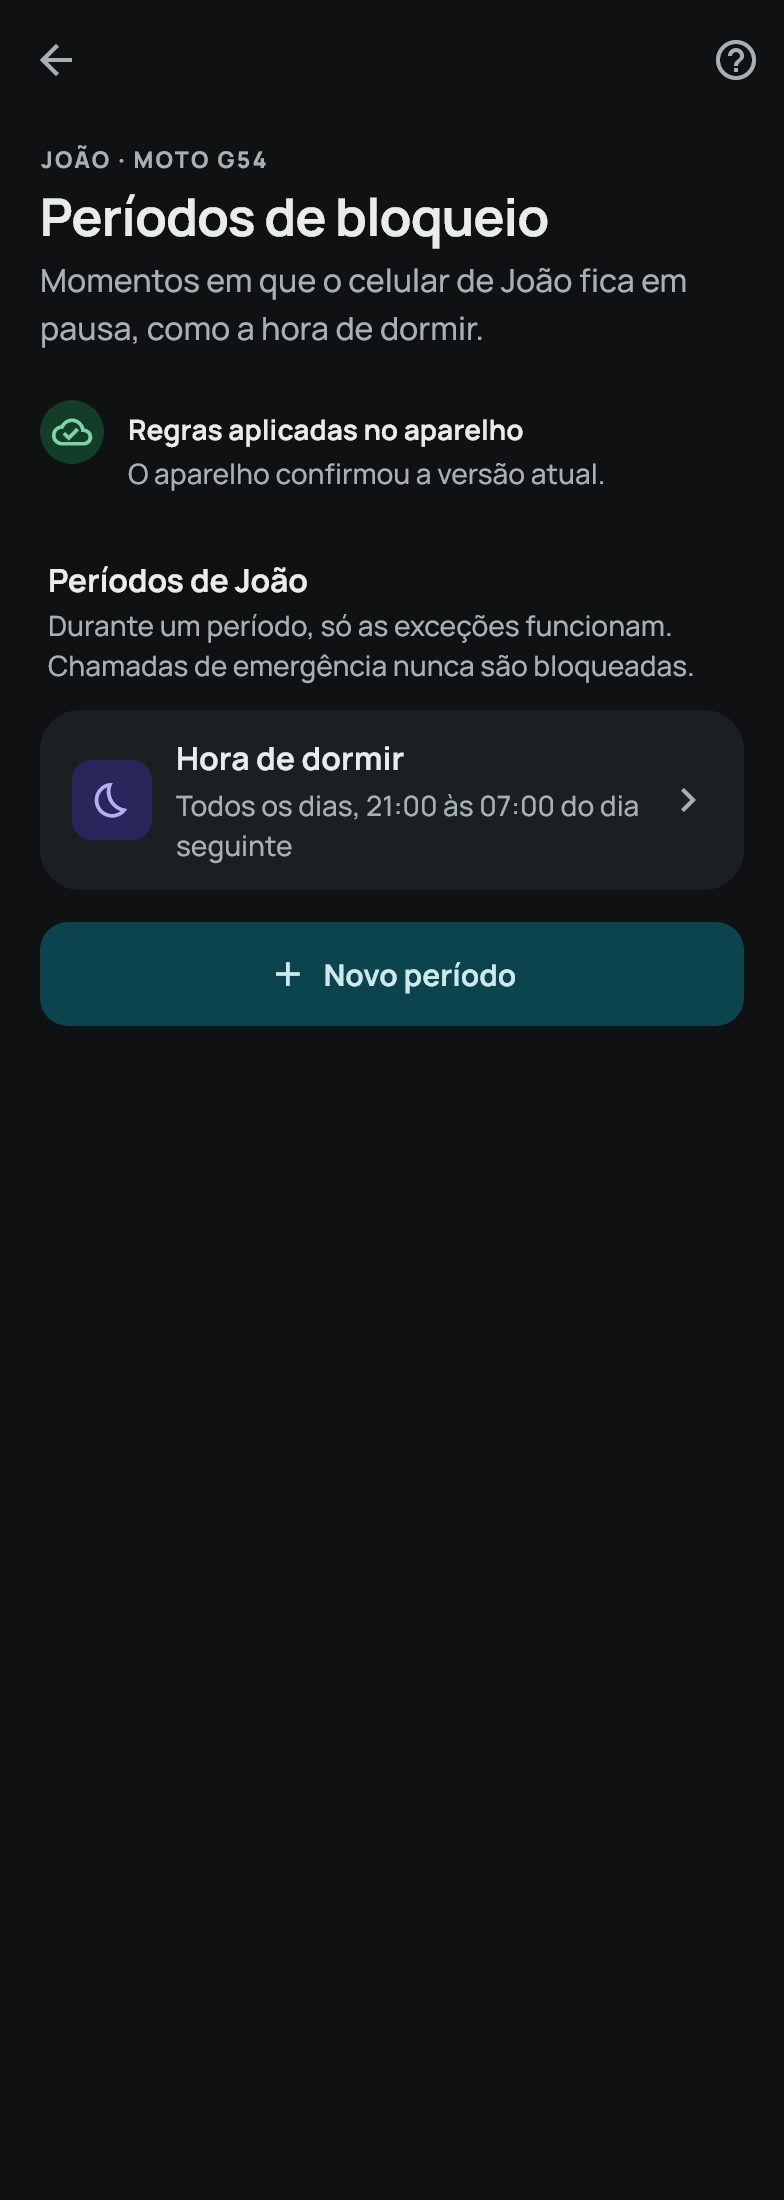 JOÃO · MOTO G54
Períodos de bloqueio
Momentos em que o celular de João fica em
pausa, como a hora de dormir.
Regras aplicadas no aparelho
O aparelho confirmou a versão atual.
Períodos de João
Durante um período, só as exceções funcionam.
Chamadas de emergência nunca são bloqueadas.
Hora de dormir
Todos os dias, 21:00 às 07:00 do dia
seguinte
+ Novo período